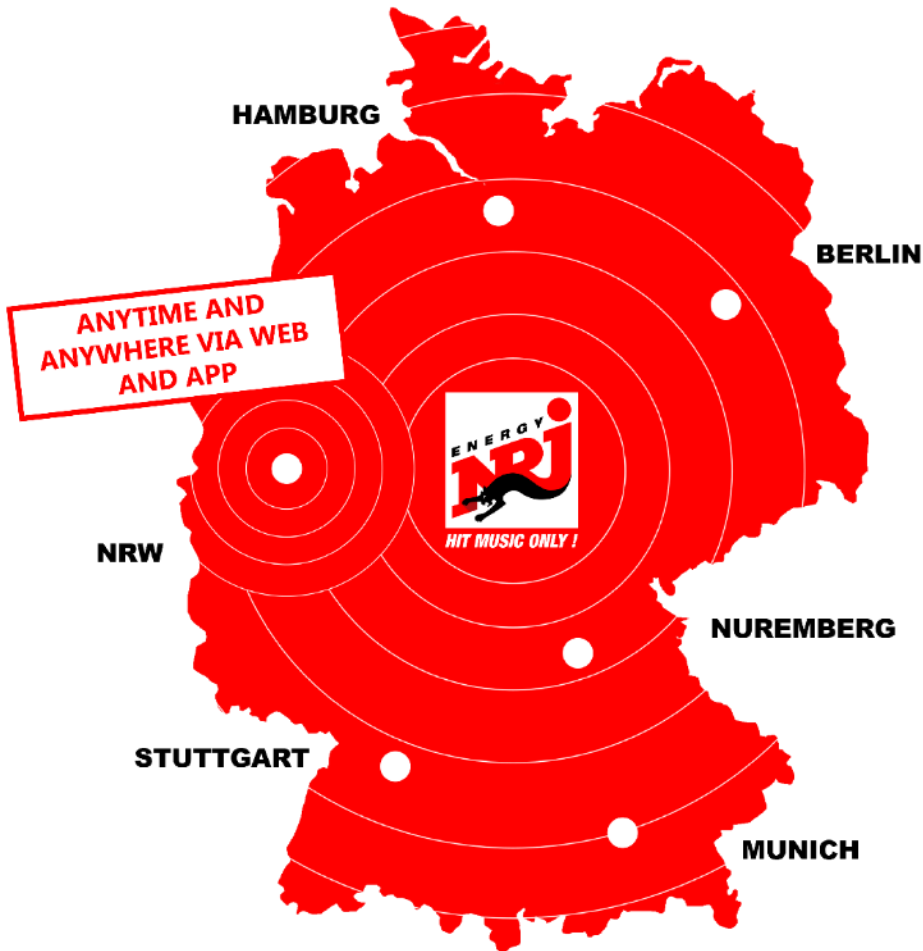 HAMBURG
BERLIN
ANYTIME AND
ANYWHERE VIA WEB
AND APP
ENERGY
NRJ
HIT MUSIC ONLY !
NRW
NUREMBERG
STUTTGART
MUNICH